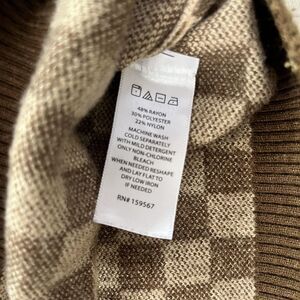 48% RAYON
30% POLYESTER
22% NYLON
MACHINE WASH
COLD SEPARATELY
WITH MILD DETERGENT
ONLY NON-CHLORINE
BLEACH
WHEN NEEDED RESHAPE
AND LAY FLAT TO
DRY LOW IRON
IF NEEDED
RN# 159567